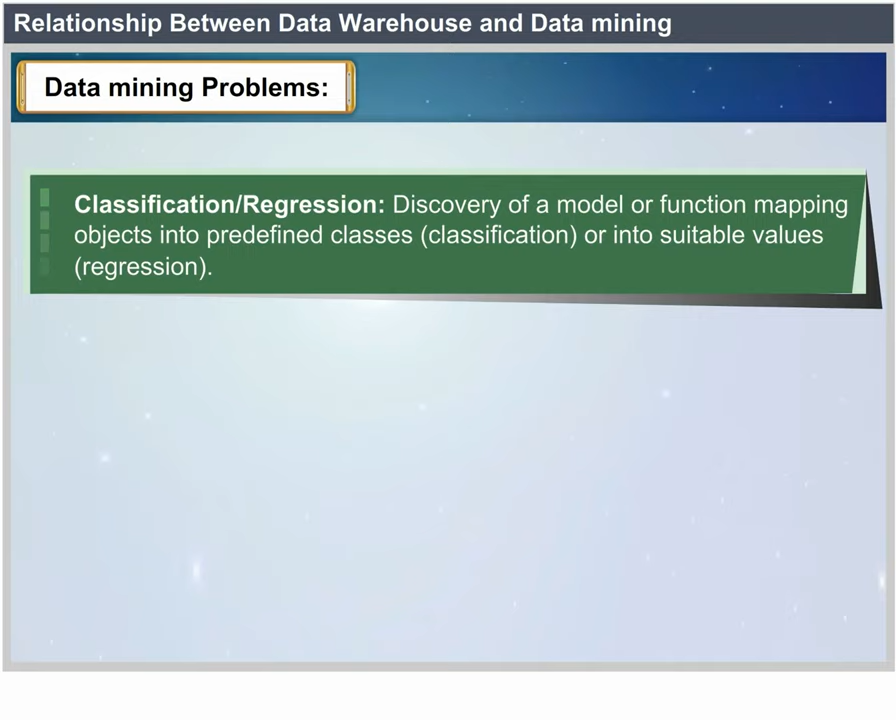 Relationship Between Data Warehouse and Data mining
Data mining Problems:
Classification/Regression: Discovery of a model or function mapping
objects into predefined classes (classification) or into suitable values
(regression).